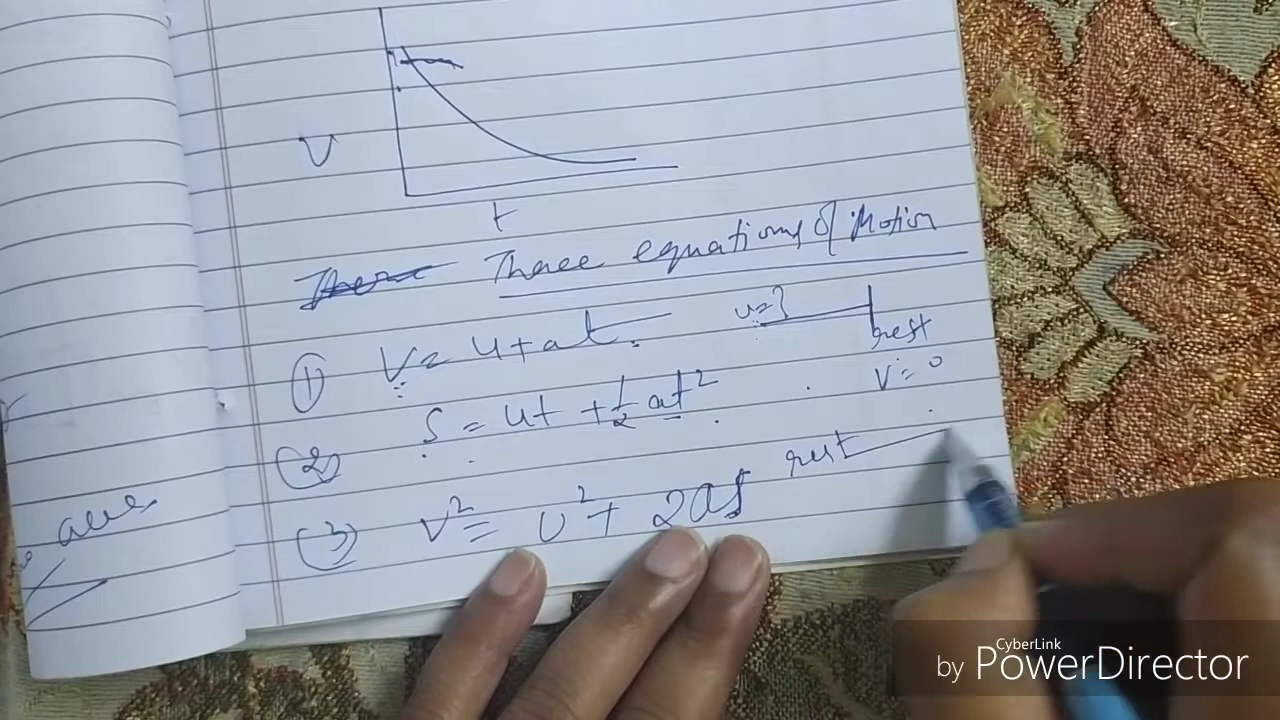 V
t
Three equations of Motion
① V = u + at.
u = ?
rest
V = 0
(2) S = ut + 1/2 at²
(3) v² = u² + 2as
rest
CyberLink
by PowerDirector